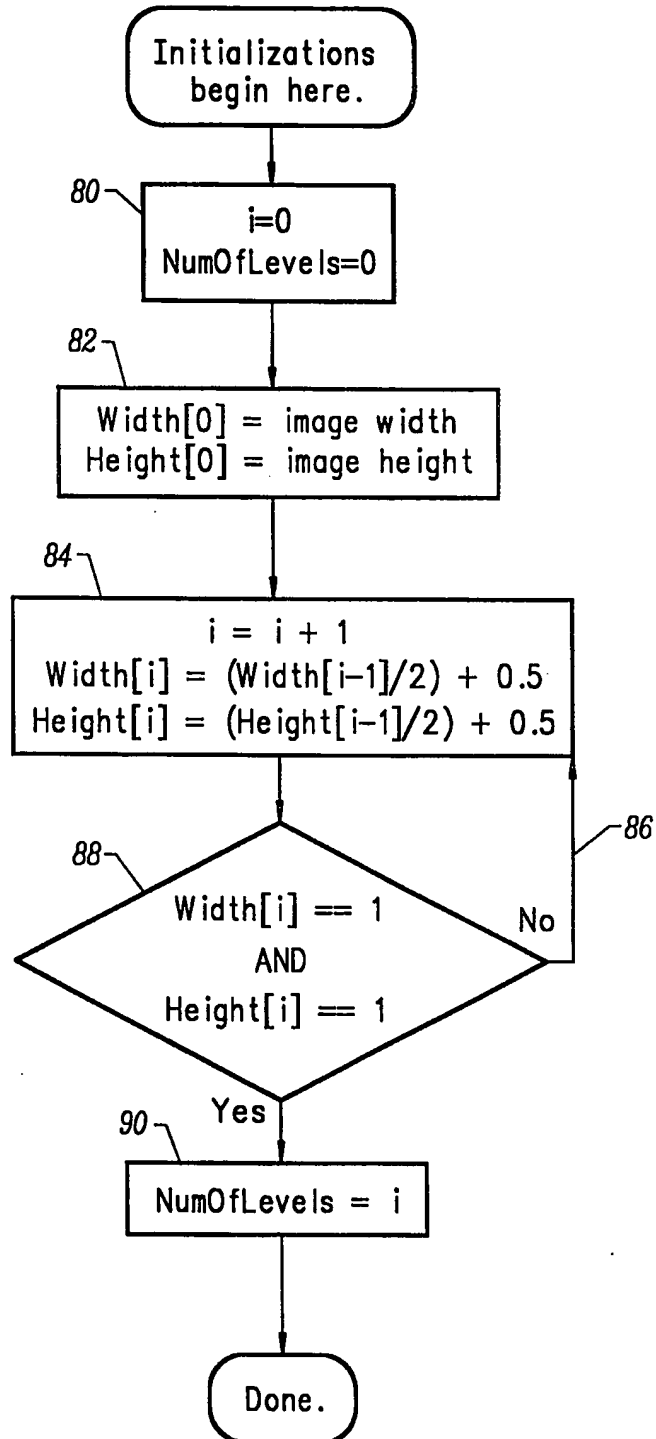 Initializations
begin here.
80
i=0
NumOfLevels=0
82
Width[0] = image width
Height[0] = image height
84
i = i + 1
Width[i] = (Width[i-1]/2) + 0.5
Height[i] = (Height[i-1]/2) + 0.5
86
88
Width[i] == 1
AND
Height[i] == 1
No
Yes
90
NumOfLevels = i
Done.